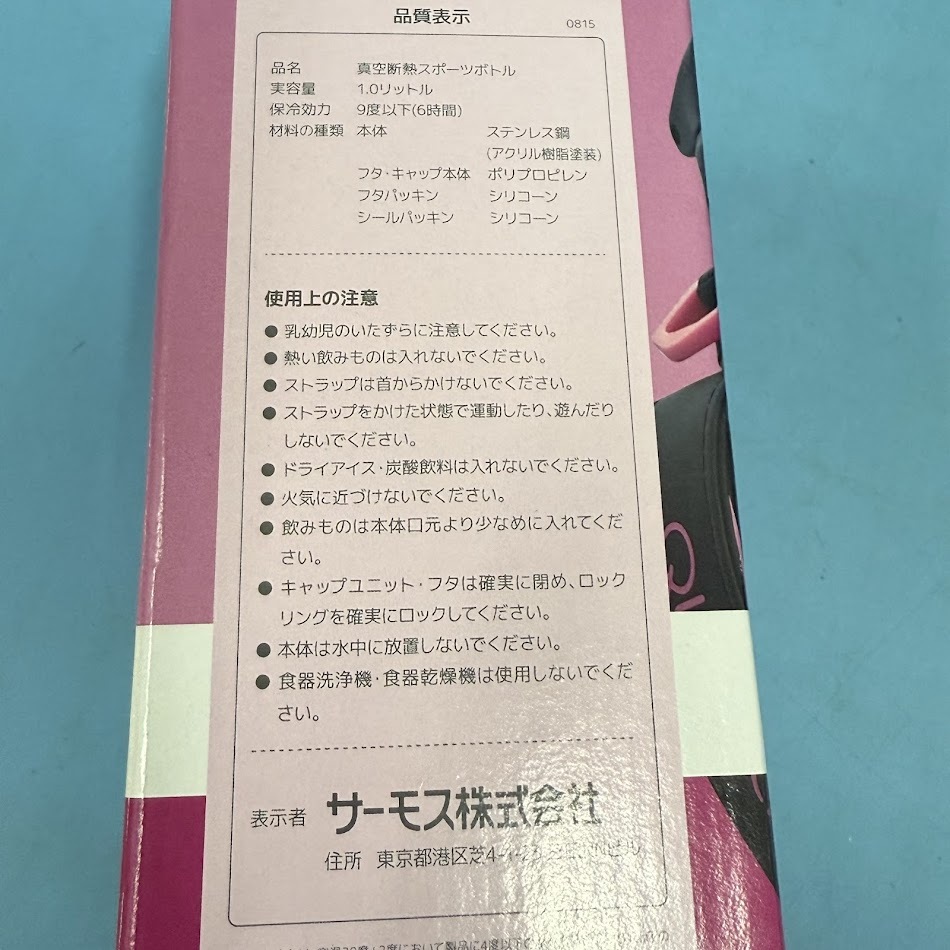 品質表示
0815
品名 真空断熱スポーツボトル
実容量 1.0リットル
保冷効力 9度以下(6時間)
材料の種類 本体 ステンレス鋼
(アクリル樹脂塗装)
フタ・キャップ本体 ポリプロピレン
フタパッキン シリコーン
シールパッキン シリコーン
使用上の注意
● 乳幼児のいたずらに注意してください。
● 熱い飲みものは入れないでください。
● ストラップは首からかけないでください。
● ストラップをかけた状態で運動したり、遊んだり
しないでください。
● ドライアイス・炭酸飲料は入れないでください。
● 火気に近づけないでください。
● 飲みものは本体口元より少なめに入れてくだ
さい。
● キャップユニット・フタは確実に閉め、ロック
リングを確実にロックしてください。
● 本体は水中に放置しないでください。
● 食器洗浄機・食器乾燥機は使用しないでくだ
さい。
表示者 サーモス株式会社
住所 東京都港区芝4-1-23
において製品に4度以下